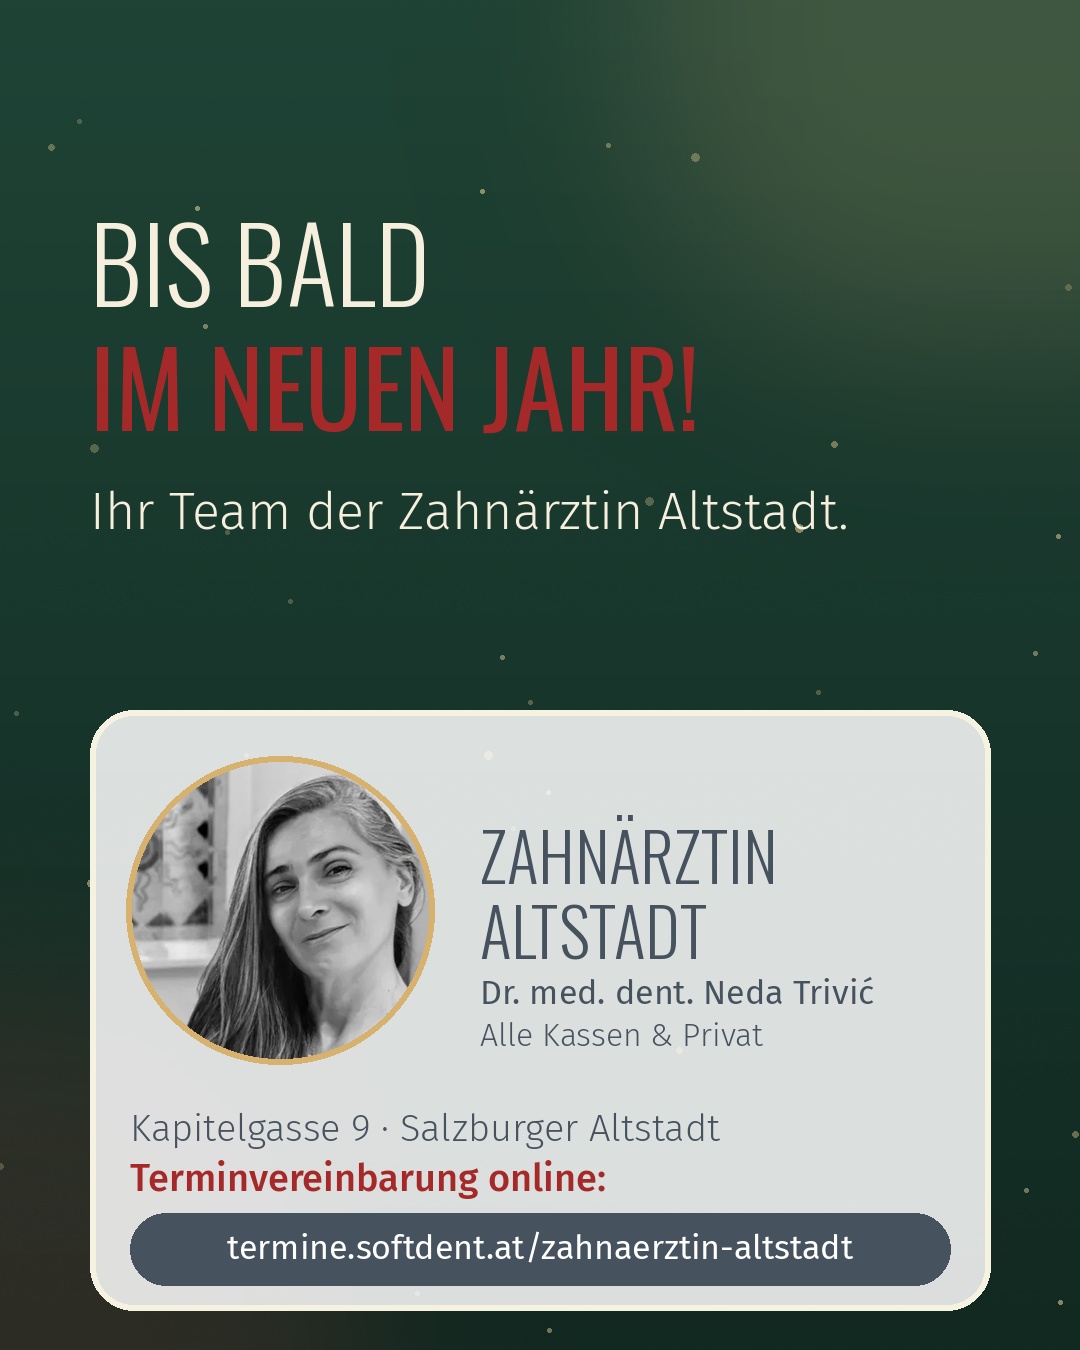 BIS BALD
IM NEUEN JAHR!
Ihr Team der Zahnärztin Altstadt.
ZAHNÄRZTIN
ALTSTADT
Dr. med. dent. Neda Trivić
Alle Kassen & Privat
Kapitelgasse 9 · Salzburger Altstadt
Terminvereinbarung online:
termine.softdent.at/zahnaerztin-altstadt